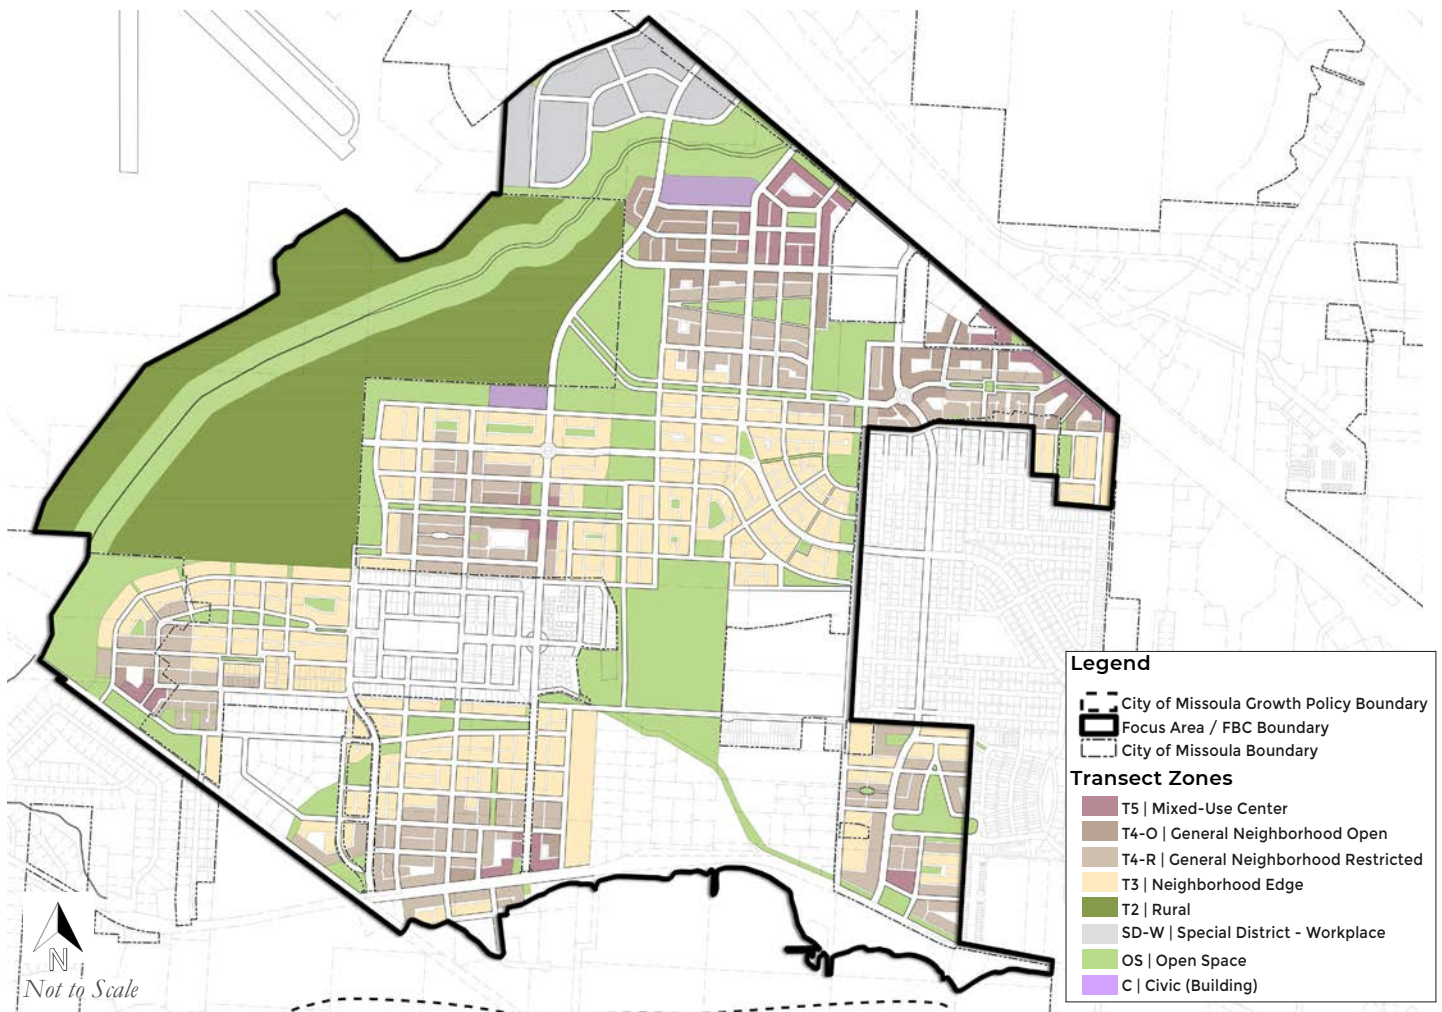 Legend
City of Missoula Growth Policy Boundary
Focus Area / FBC Boundary
City of Missoula Boundary
Transect Zones
T5 | Mixed-Use Center
T4-O | General Neighborhood Open
T4-R | General Neighborhood Restricted
T3 | Neighborhood Edge
T2 | Rural
SD-W | Special District - Workplace
OS | Open Space
C | Civic (Building)
N
Not to Scale